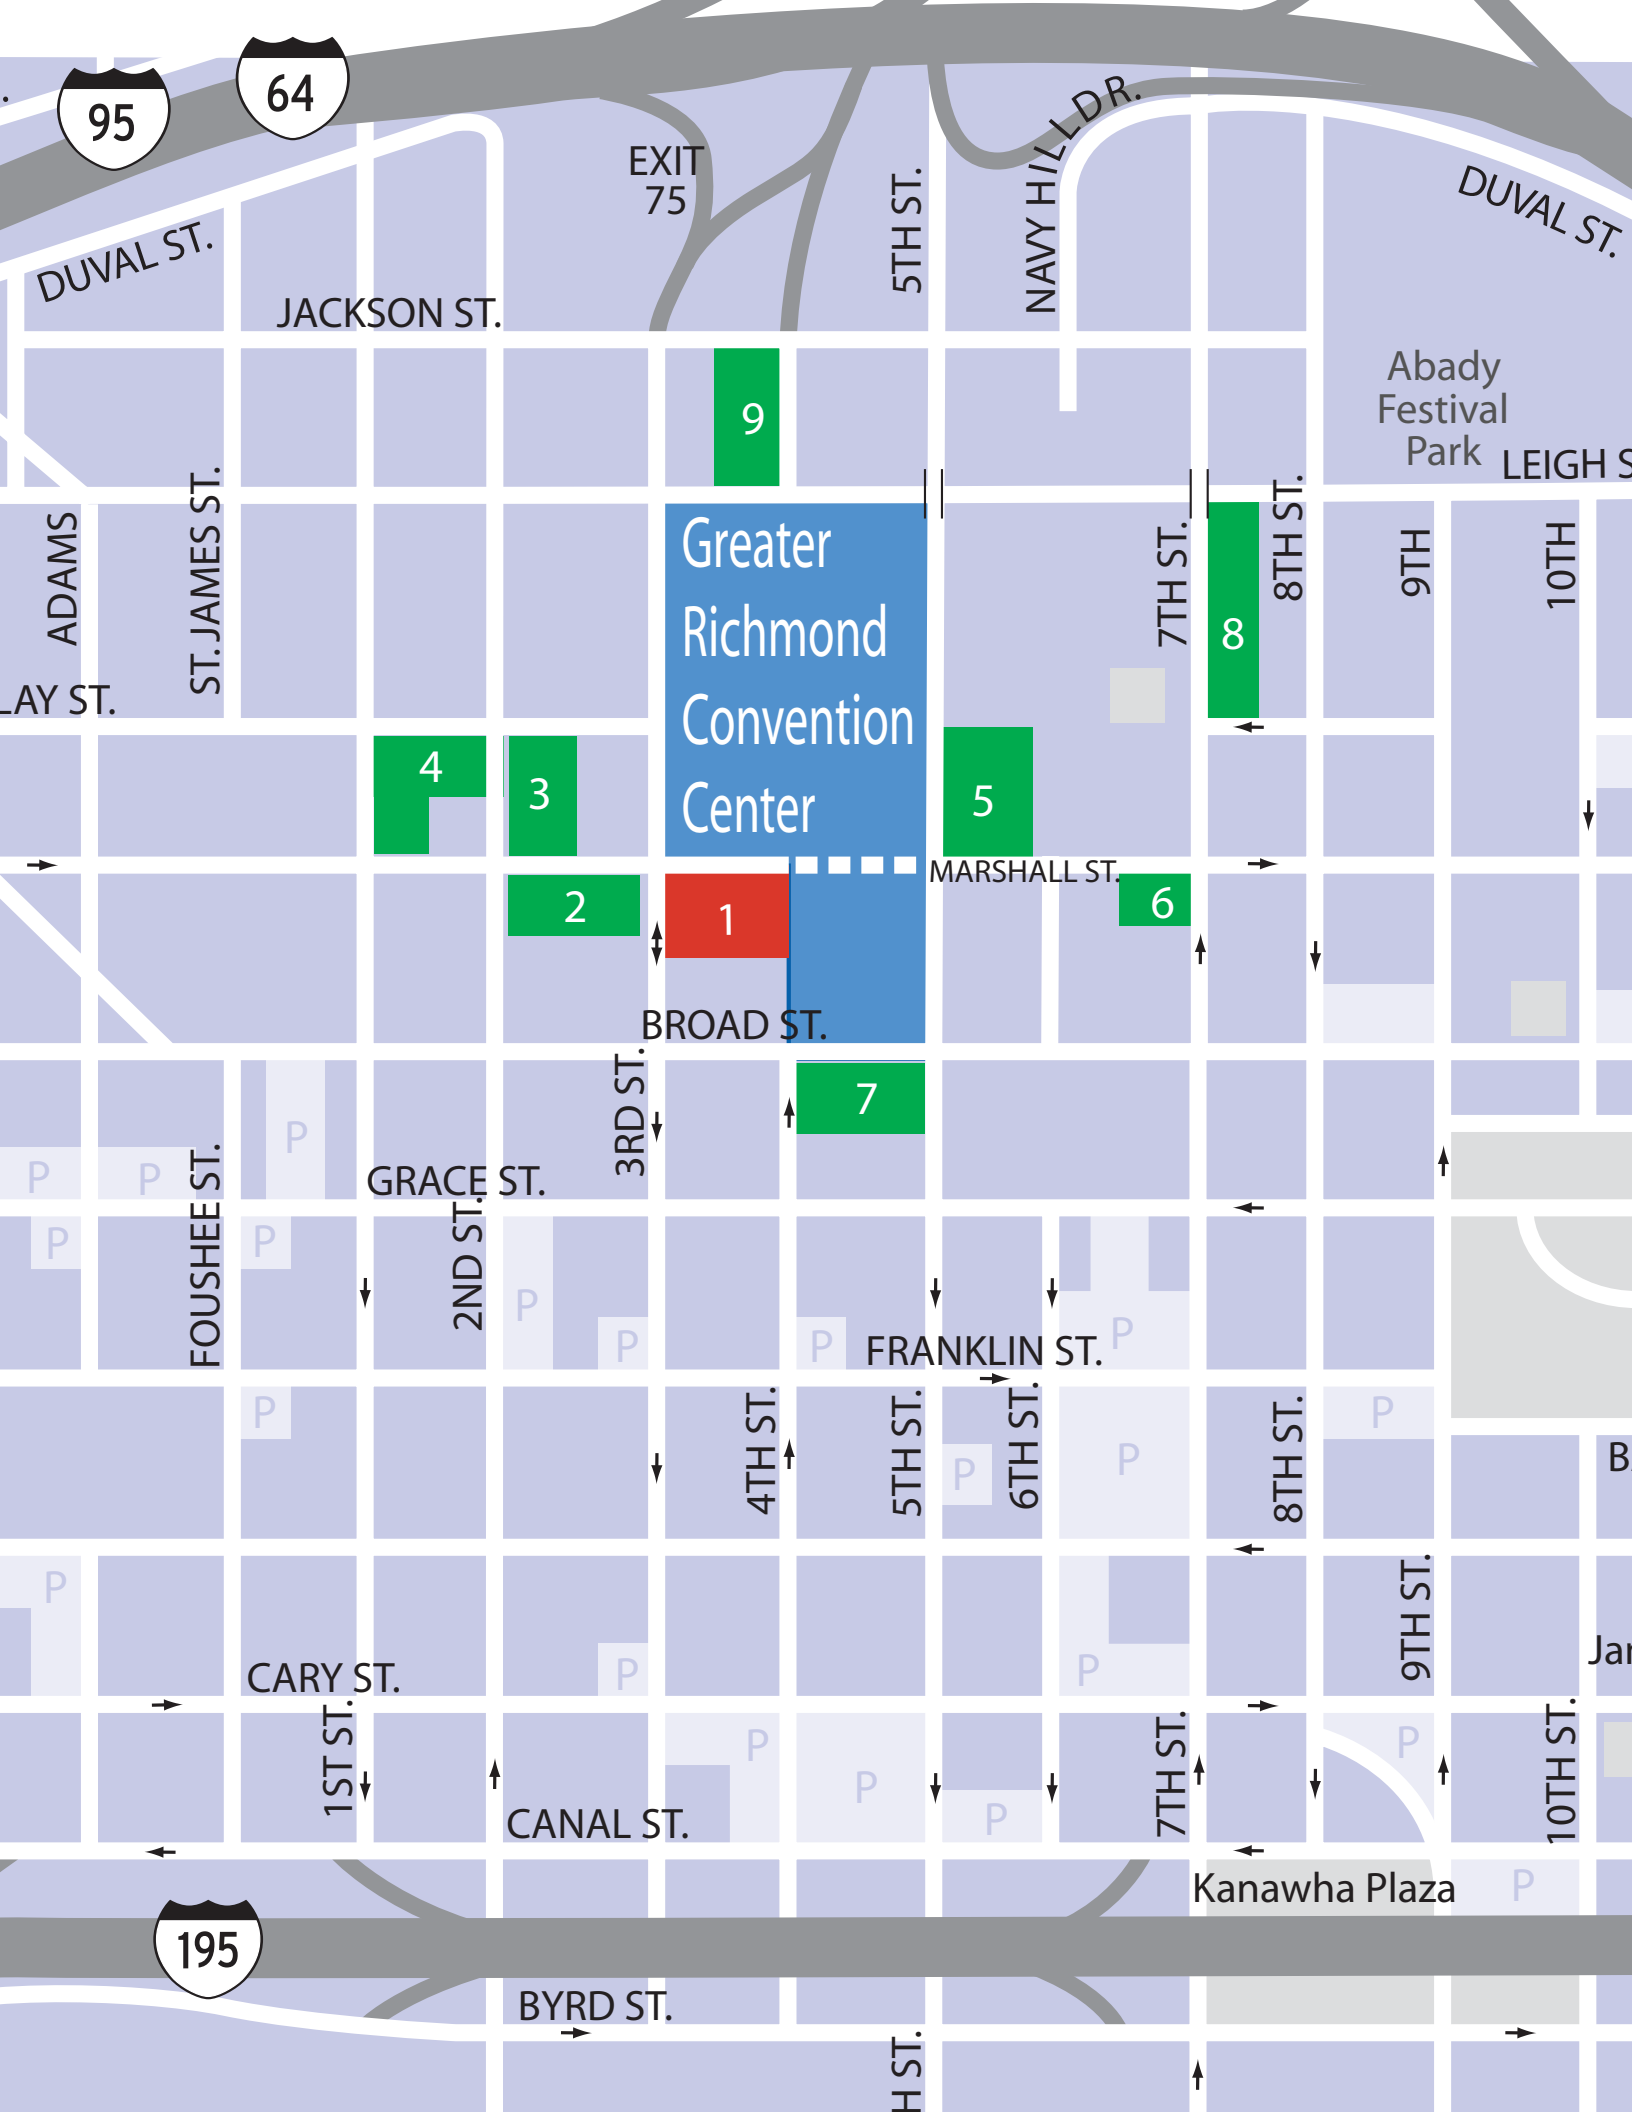 64
95
DUVAL ST.
EXIT
75
5TH ST.
NAVY HILL DR.
DUVAL ST.
JACKSON ST.
9
Abady
Festival
Park
LEIGH S
ADAMS
ST. JAMES ST.
Greater
Richmond
Convention
Center
7TH ST.
8
8TH ST.
9TH
10TH
LAY ST.
4
3
5
MARSHALL ST.
2
1
6
BROAD ST.
3RD ST.
7
P
P
P
FOUSHEE ST.
GRACE ST.
2ND ST.
P
P
P
P
P
P
FRANKLIN ST.
P
4TH ST.
5TH ST.
6TH ST.
P
P
8TH ST.
P
B
P
P
P
9TH ST.
Jar
CARY ST.
1ST ST.
P
P
P
7TH ST.
P
10TH ST.
CANAL ST.
Kanawha Plaza
P
195
BYRD ST.
H ST.